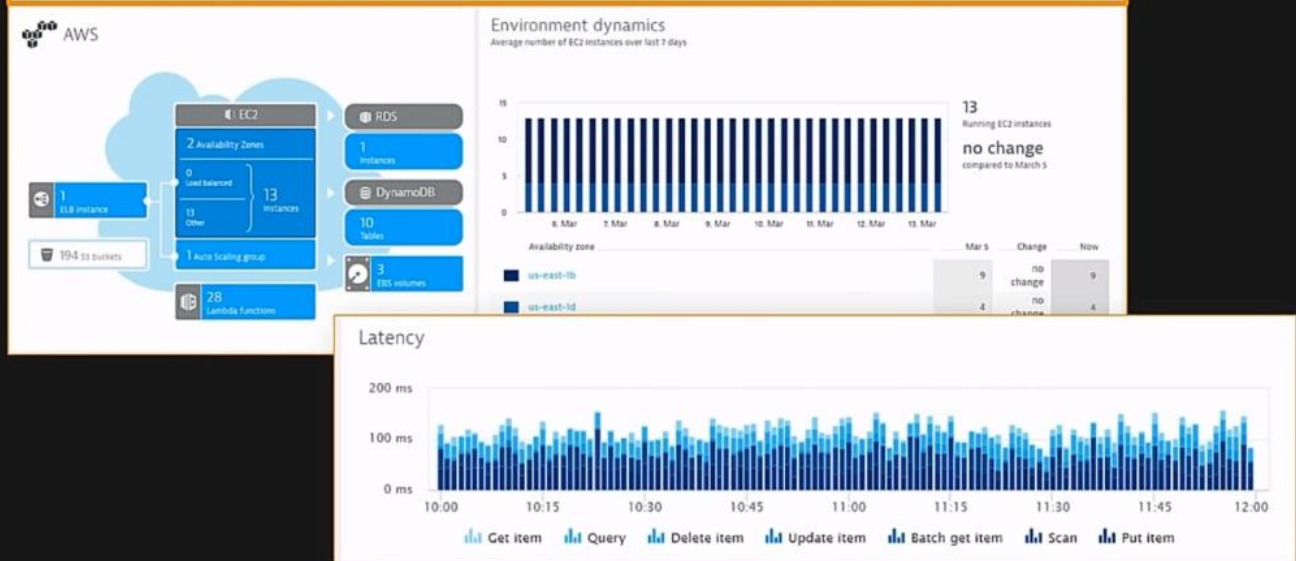 AWS
EC2
2 Availability Zones
0
Load balanced
13
Other
13
Instances
1 Auto Scaling group
1
ELB instance
194 S3 buckets
28
Lambda functions
RDS
1
Instances
DynamoDB
10
Tables
3
EBS volumes
Environment dynamics
Average number of EC2 instances over last 7 days
15
10
5
0
6. Mar 7. Mar 8. Mar 9. Mar 10. Mar 11. Mar 12. Mar 13. Mar
13
Running EC2 instances
no change
compared to March 5
Availability zone Mar 5 Change Now
us-east-1b 9 no change 9
us-east-1d 4 no change 4
Latency
200 ms
100 ms
0 ms
10:00 10:15 10:30 10:45 11:00 11:15 11:30 11:45 12:00
Get item Query Delete item Update item Batch get item Scan Put item